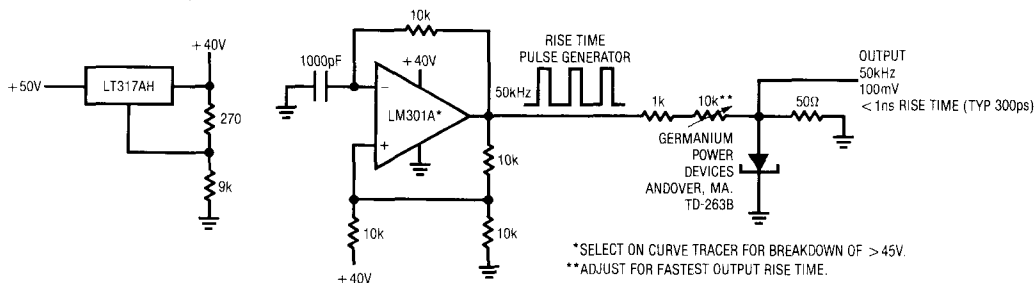 +50V
LT317AH
+40V
270
9k
10k
1000pF
+40V
−
LM301A*
+
10k
10k
10k
+40V
50kHz
RISE TIME
PULSE GENERATOR
1k
10k**
GERMANIUM
POWER
DEVICES
ANDOVER, MA.
TD-263B
50Ω
OUTPUT
50kHz
100mV
<1ns RISE TIME (TYP 300ps)
*SELECT ON CURVE TRACER FOR BREAKDOWN OF >45V.
**ADJUST FOR FASTEST OUTPUT RISE TIME.